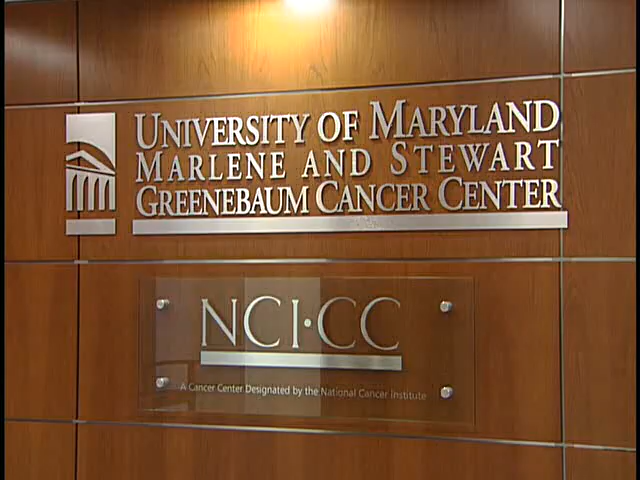 UNIVERSITY OF MARYLAND
MARLENE AND STEWART
GREENEBAUM CANCER CENTER
NCI·CC
A Cancer Center Designated by the National Cancer Institute